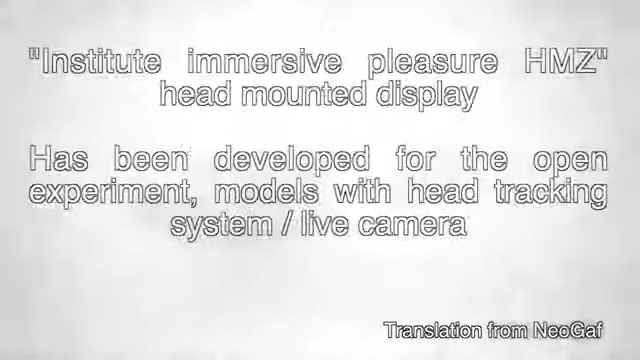 "Institute immersive pleasure HMZ"
head mounted display
Has been developed for the open
experiment, models with head tracking
system / live camera
Translation from NeoGaf